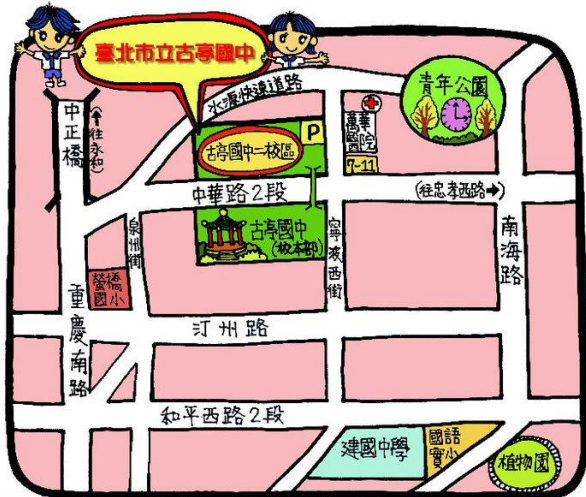 臺北市立古亭國中
水源快速道路
青年公園
中正橋
(↑往永和)
古亭國中二校區
P
萬華
醫院
7-11
中華路2段
(往忠孝西路→)
泉州街
古亭國中
(校本部)
寧波西街
南海路
螢橋
國小
重慶南路
汀州路
和平西路2段
建國中學
國語
實小
植物園